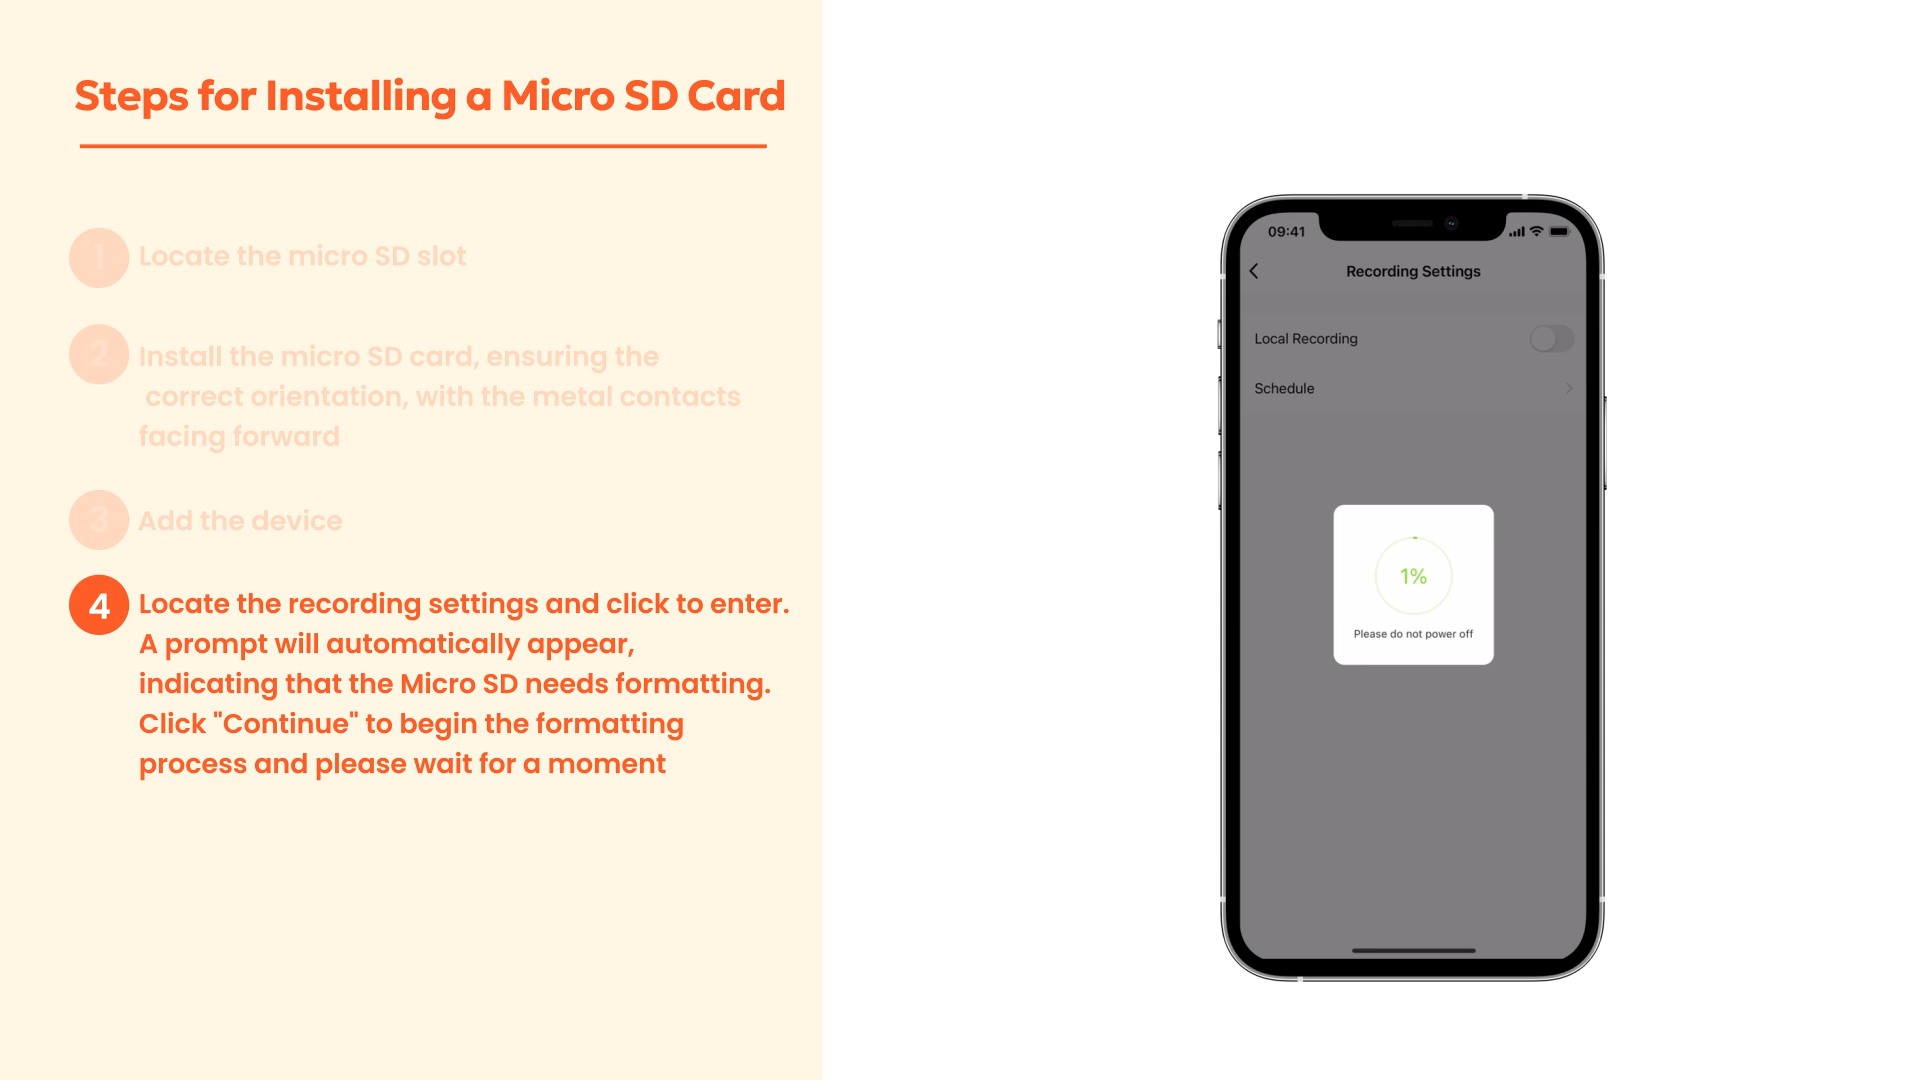 Steps for Installing a Micro SD Card
1
Locate the micro SD slot
2
Install the micro SD card, ensuring the
correct orientation, with the metal contacts
facing forward
3
Add the device
4
Locate the recording settings and click to enter.
A prompt will automatically appear,
indicating that the Micro SD needs formatting.
Click "Continue" to begin the formatting
process and please wait for a moment
09:41
Recording Settings
Local Recording
Schedule
1%
Please do not power off